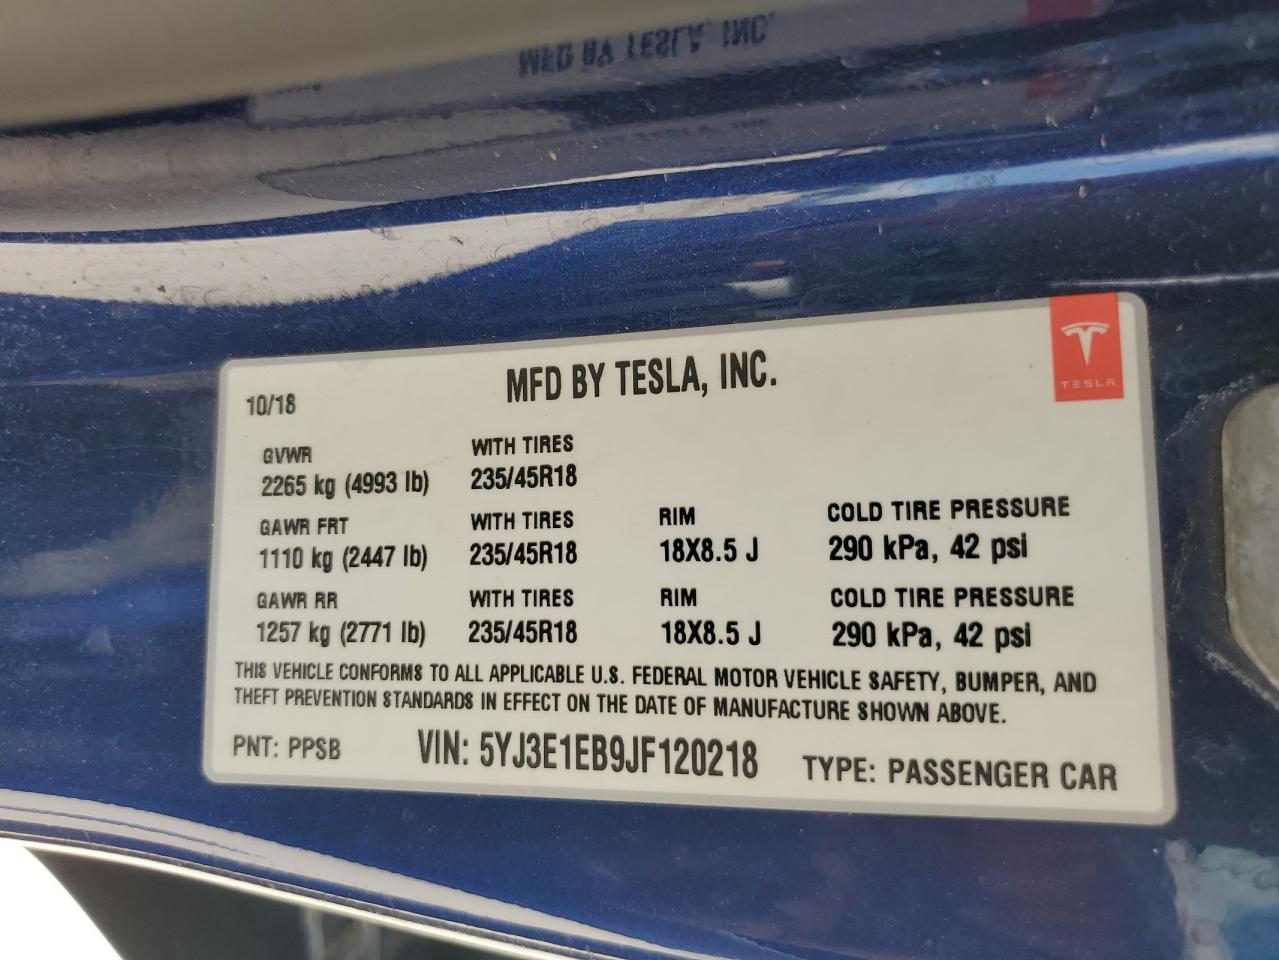 MFD BY TESLA, INC.
TESLA
10/18
GVWR WITH TIRES
2265 kg (4993 lb) 235/45R18
GAWR FRT WITH TIRES RIM COLD TIRE PRESSURE
1110 kg (2447 lb) 235/45R18 18X8.5 J 290 kPa, 42 psi
GAWR RR WITH TIRES RIM COLD TIRE PRESSURE
1257 kg (2771 lb) 235/45R18 18X8.5 J 290 kPa, 42 psi
THIS VEHICLE CONFORMS TO ALL APPLICABLE U.S. FEDERAL MOTOR VEHICLE SAFETY, BUMPER, AND
THEFT PREVENTION STANDARDS IN EFFECT ON THE DATE OF MANUFACTURE SHOWN ABOVE.
PNT: PPSB VIN: 5YJ3E1EB9JF120218 TYPE: PASSENGER CAR